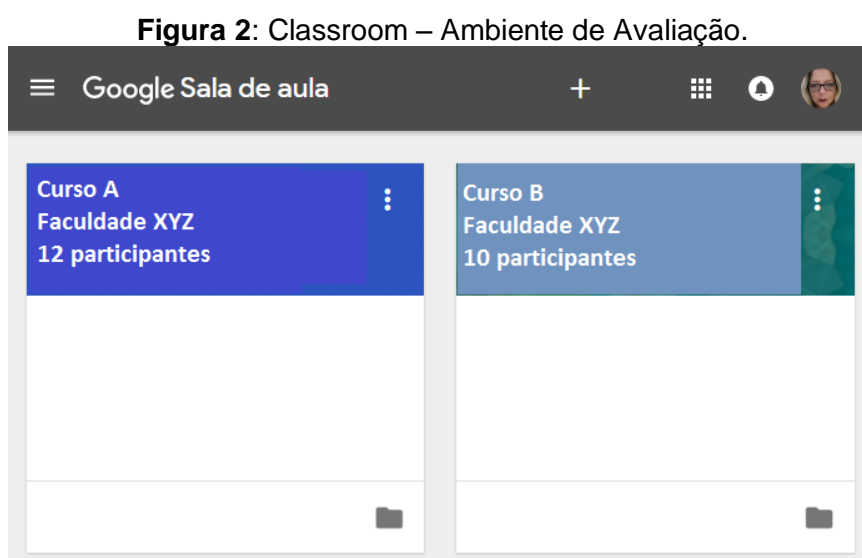 Figura 2: Classroom – Ambiente de Avaliação.
Google Sala de aula
Curso A
Faculdade XYZ
12 participantes
Curso B
Faculdade XYZ
10 participantes